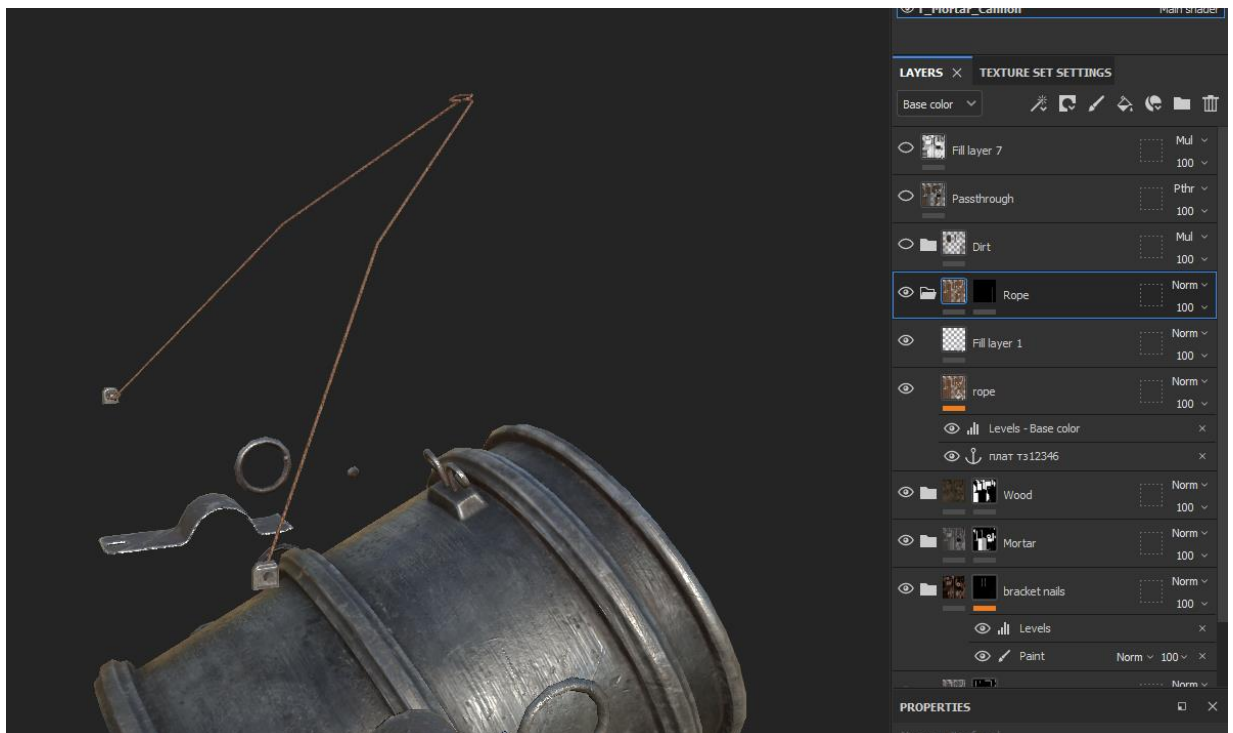 T_Mortar_Cannon Main shader
LAYERS × TEXTURE SET SETTINGS
Base color
Fill layer 7 Mul
100
Passthrough Pthr
100
Dirt Mul
100
Rope Norm
100
Fill layer 1 Norm
100
rope Norm
100
Levels - Base color ×
плат тз12346 ×
Wood Norm
100
Mortar Norm
100
bracket nails Norm
100
Levels ×
Paint Norm 100 ×
Norm
PROPERTIES ×